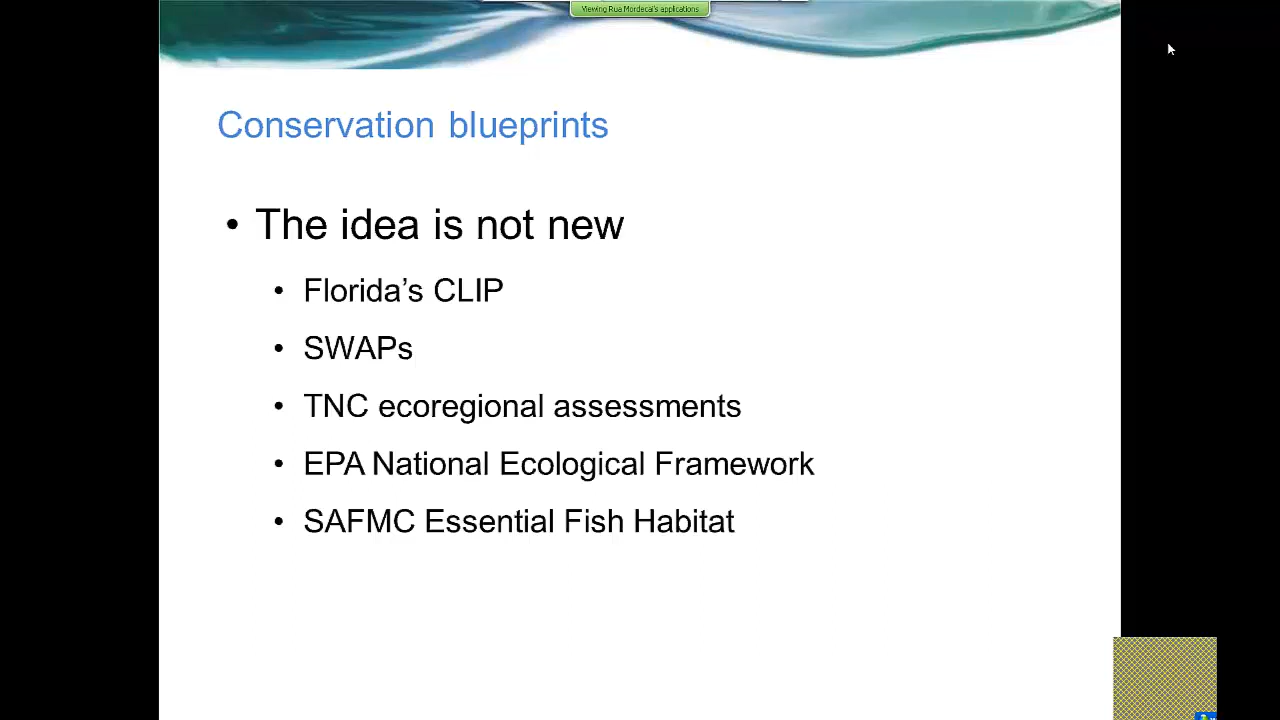 Viewing Rua Mordecai's applications
Conservation blueprints
• The idea is not new
• Florida’s CLIP
• SWAPs
• TNC ecoregional assessments
• EPA National Ecological Framework
• SAFMC Essential Fish Habitat